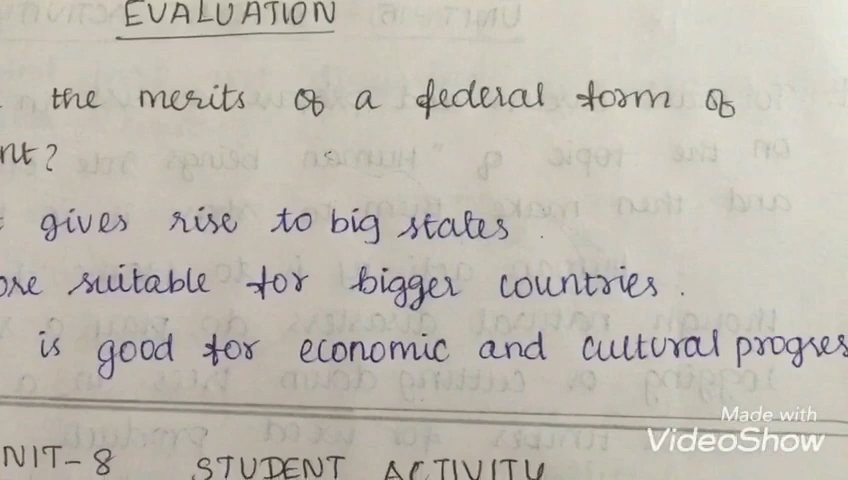 EVALUATION
the merits of a federal form of
nt?
gives rise to big states.
ore suitable for bigger countries.
is good for economic and cultural progres
Made with
VideoShow
NIT-8 STUDENT ACTIVITY